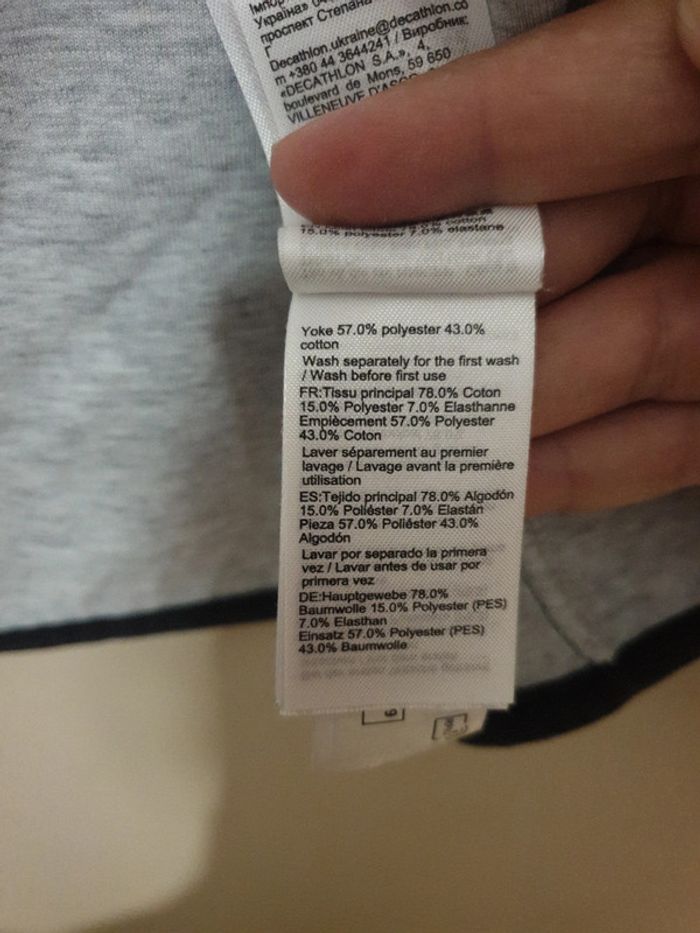 Україна»
проспект Степана
Decathlon.ukraine@decathlon.co
m +380 44 3644241 / Виробник:
«DECATHLON S.A.», 4,
boulevard de Mons, 59 650
VILLENEUVE D'ASCQ
cotton
15.0% polyester 7.0% elastane
Yoke 57.0% polyester 43.0%
cotton
Wash separately for the first wash
/ Wash before first use
FR:Tissu principal 78.0% Coton
15.0% Polyester 7.0% Elasthanne
Empiècement 57.0% Polyester
43.0% Coton
Laver séparement au premier
lavage / Lavage avant la première
utilisation
ES:Tejido principal 78.0% Algodón
15.0% Poliéster 7.0% Elastán
Pieza 57.0% Poliéster 43.0%
Algodón
Lavar por separado la primera
vez / Lavar antes de usar por
primera vez
DE:Hauptgewebe 78.0%
Baumwolle 15.0% Polyester (PES)
7.0% Elasthan
Einsatz 57.0% Polyester (PES)
43.0% Baumwolle